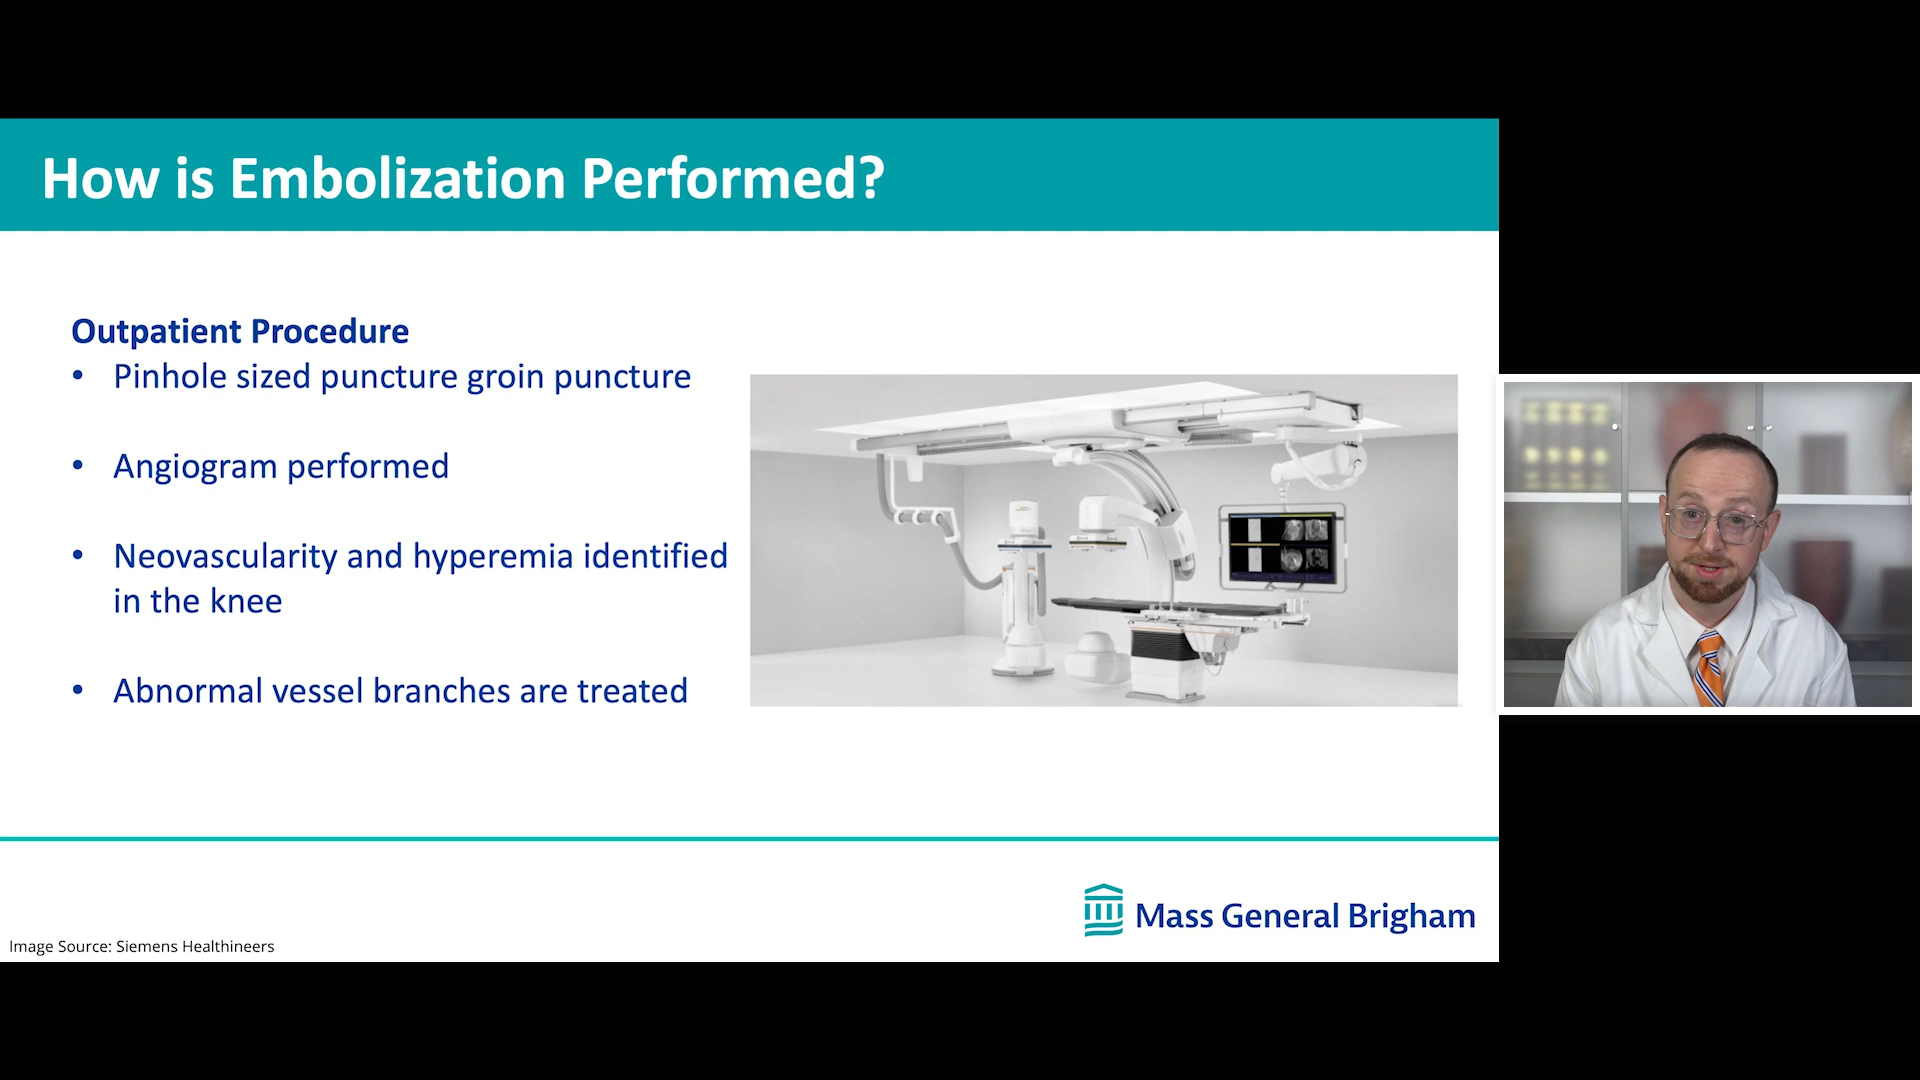 How is Embolization Performed?
Outpatient Procedure
• Pinhole sized puncture groin puncture
• Angiogram performed
• Neovascularity and hyperemia identified
in the knee
• Abnormal vessel branches are treated
Mass General Brigham
Image Source: Siemens Healthineers